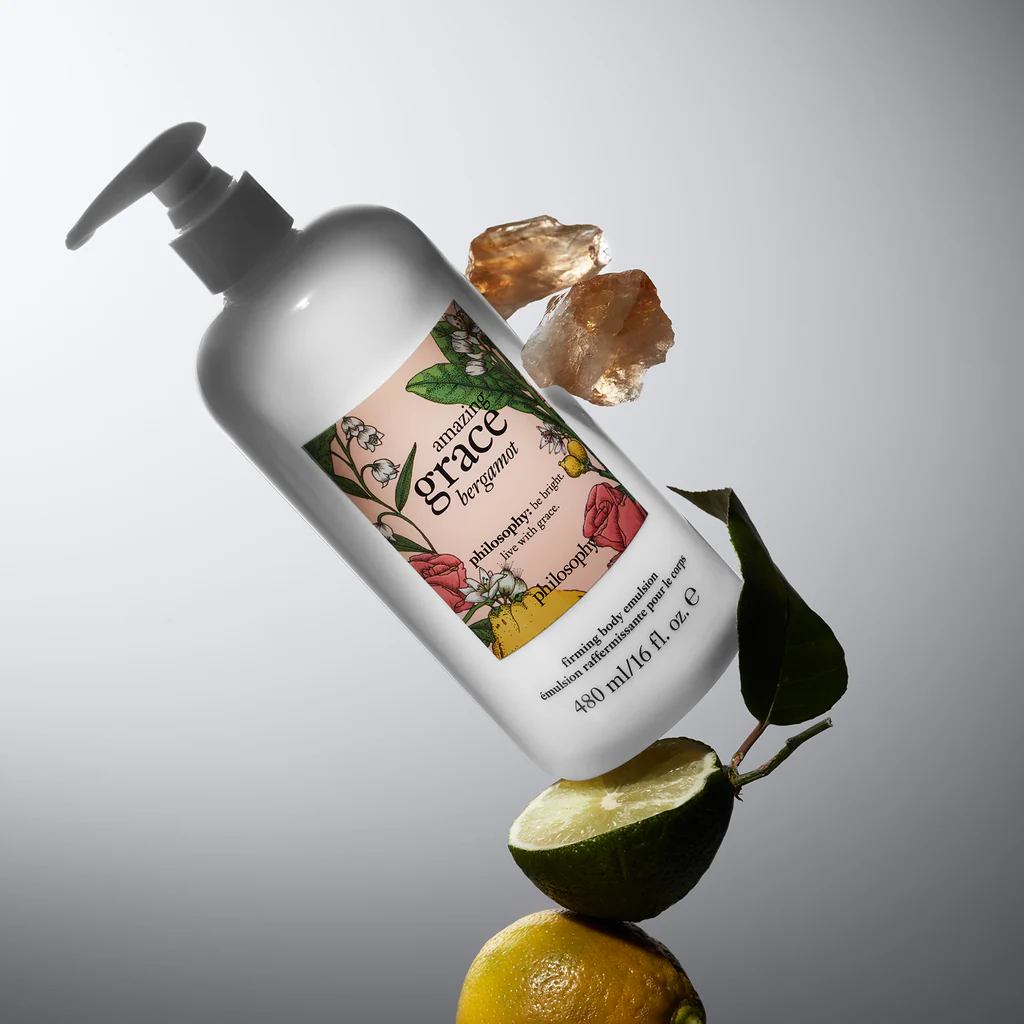 amazing
grace
bergamot
philosophy: be bright
live with grace.
philosophy
firming body emulsion
émulsion raffermissante pour le corps
480 ml/16 fl. oz. ℮